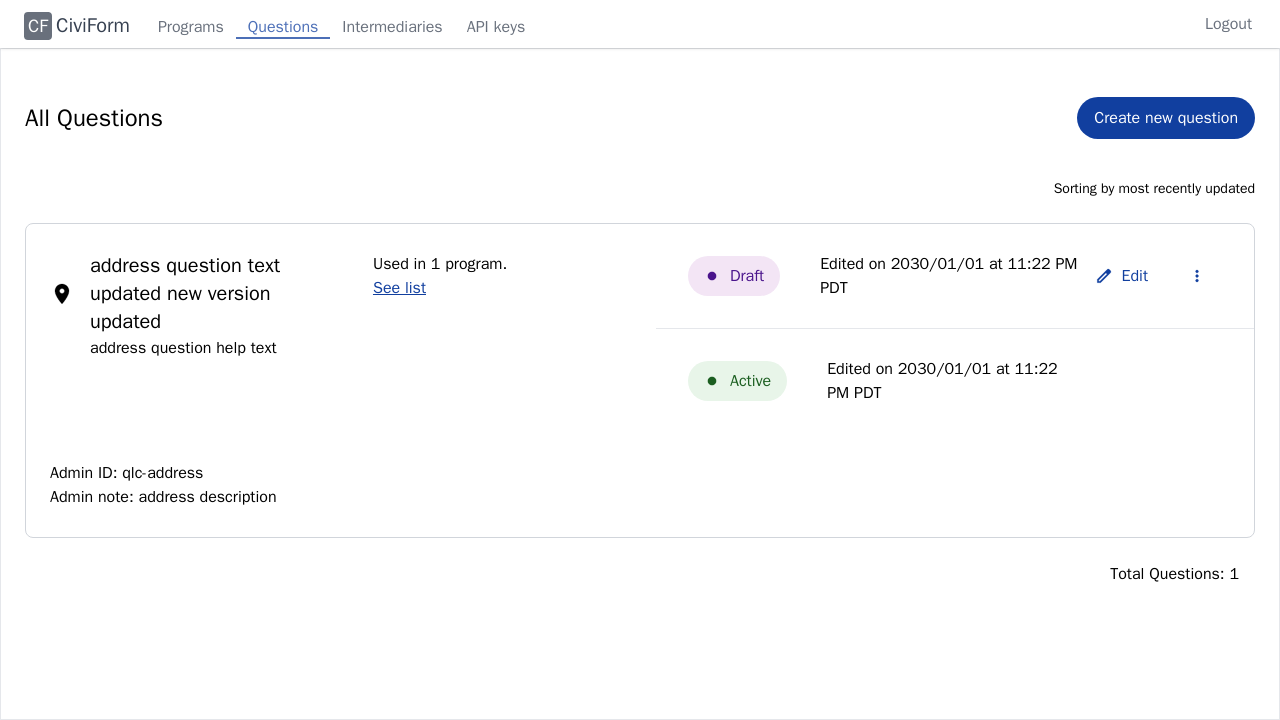 CF CiviForm Programs Questions Intermediaries API keys Logout
All Questions Create new question
Sorting by most recently updated
address question text
updated new version
updated
address question help text
Used in 1 program.
See list
Draft
Edited on 2030/01/01 at 11:22 PM
PDT
Edit
Active
Edited on 2030/01/01 at 11:22
PM PDT
Admin ID: qlc-address
Admin note: address description
Total Questions: 1